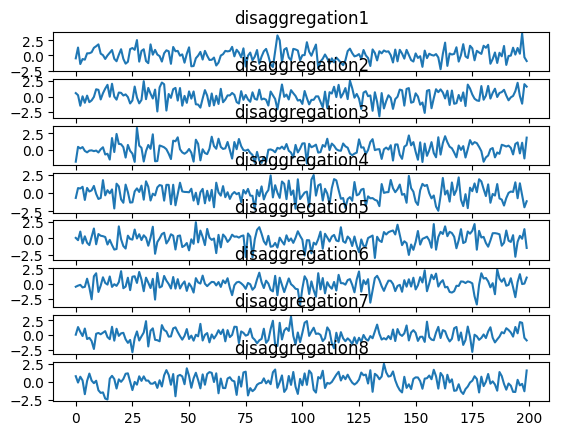 disaggregation1
2.5
0.0
−2.5
disaggregation2
2.5
0.0
−2.5
disaggregation3
2.5
0.0
disaggregation4
2.5
0.0
−2.5
disaggregation5
2.5
0.0
−2.5
disaggregation6
2.5
0.0
−2.5
disaggregation7
2.5
0.0
−2.5
disaggregation8
2.5
0.0
−2.5
0 25 50 75 100 125 150 175 200